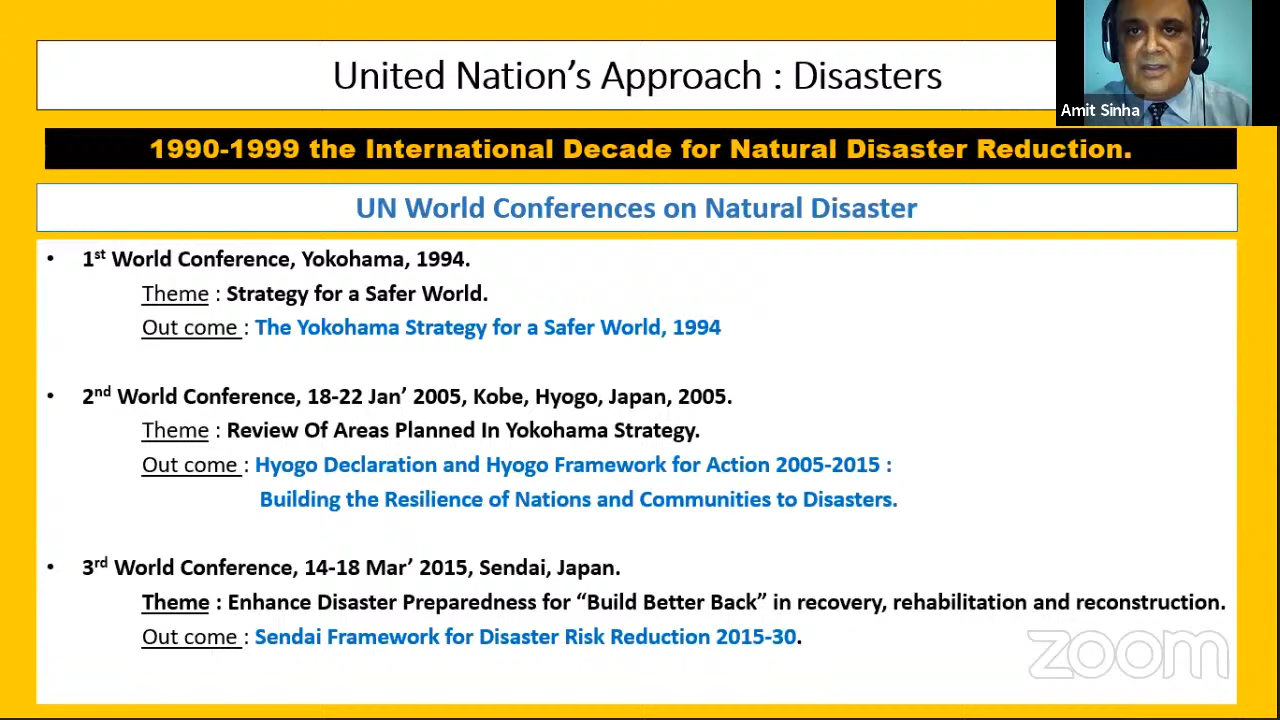 United Nation’s Approach : Disasters
Amit Sinha
1990-1999 the International Decade for Natural Disaster Reduction.
UN World Conferences on Natural Disaster
• 1st World Conference, Yokohama, 1994.
Theme : Strategy for a Safer World.
Out come : The Yokohama Strategy for a Safer World, 1994
• 2nd World Conference, 18-22 Jan’ 2005, Kobe, Hyogo, Japan, 2005.
Theme : Review Of Areas Planned In Yokohama Strategy.
Out come : Hyogo Declaration and Hyogo Framework for Action 2005-2015 :
Building the Resilience of Nations and Communities to Disasters.
• 3rd World Conference, 14-18 Mar’ 2015, Sendai, Japan.
Theme : Enhance Disaster Preparedness for “Build Better Back” in recovery, rehabilitation and reconstruction.
Out come : Sendai Framework for Disaster Risk Reduction 2015-30.
zoom